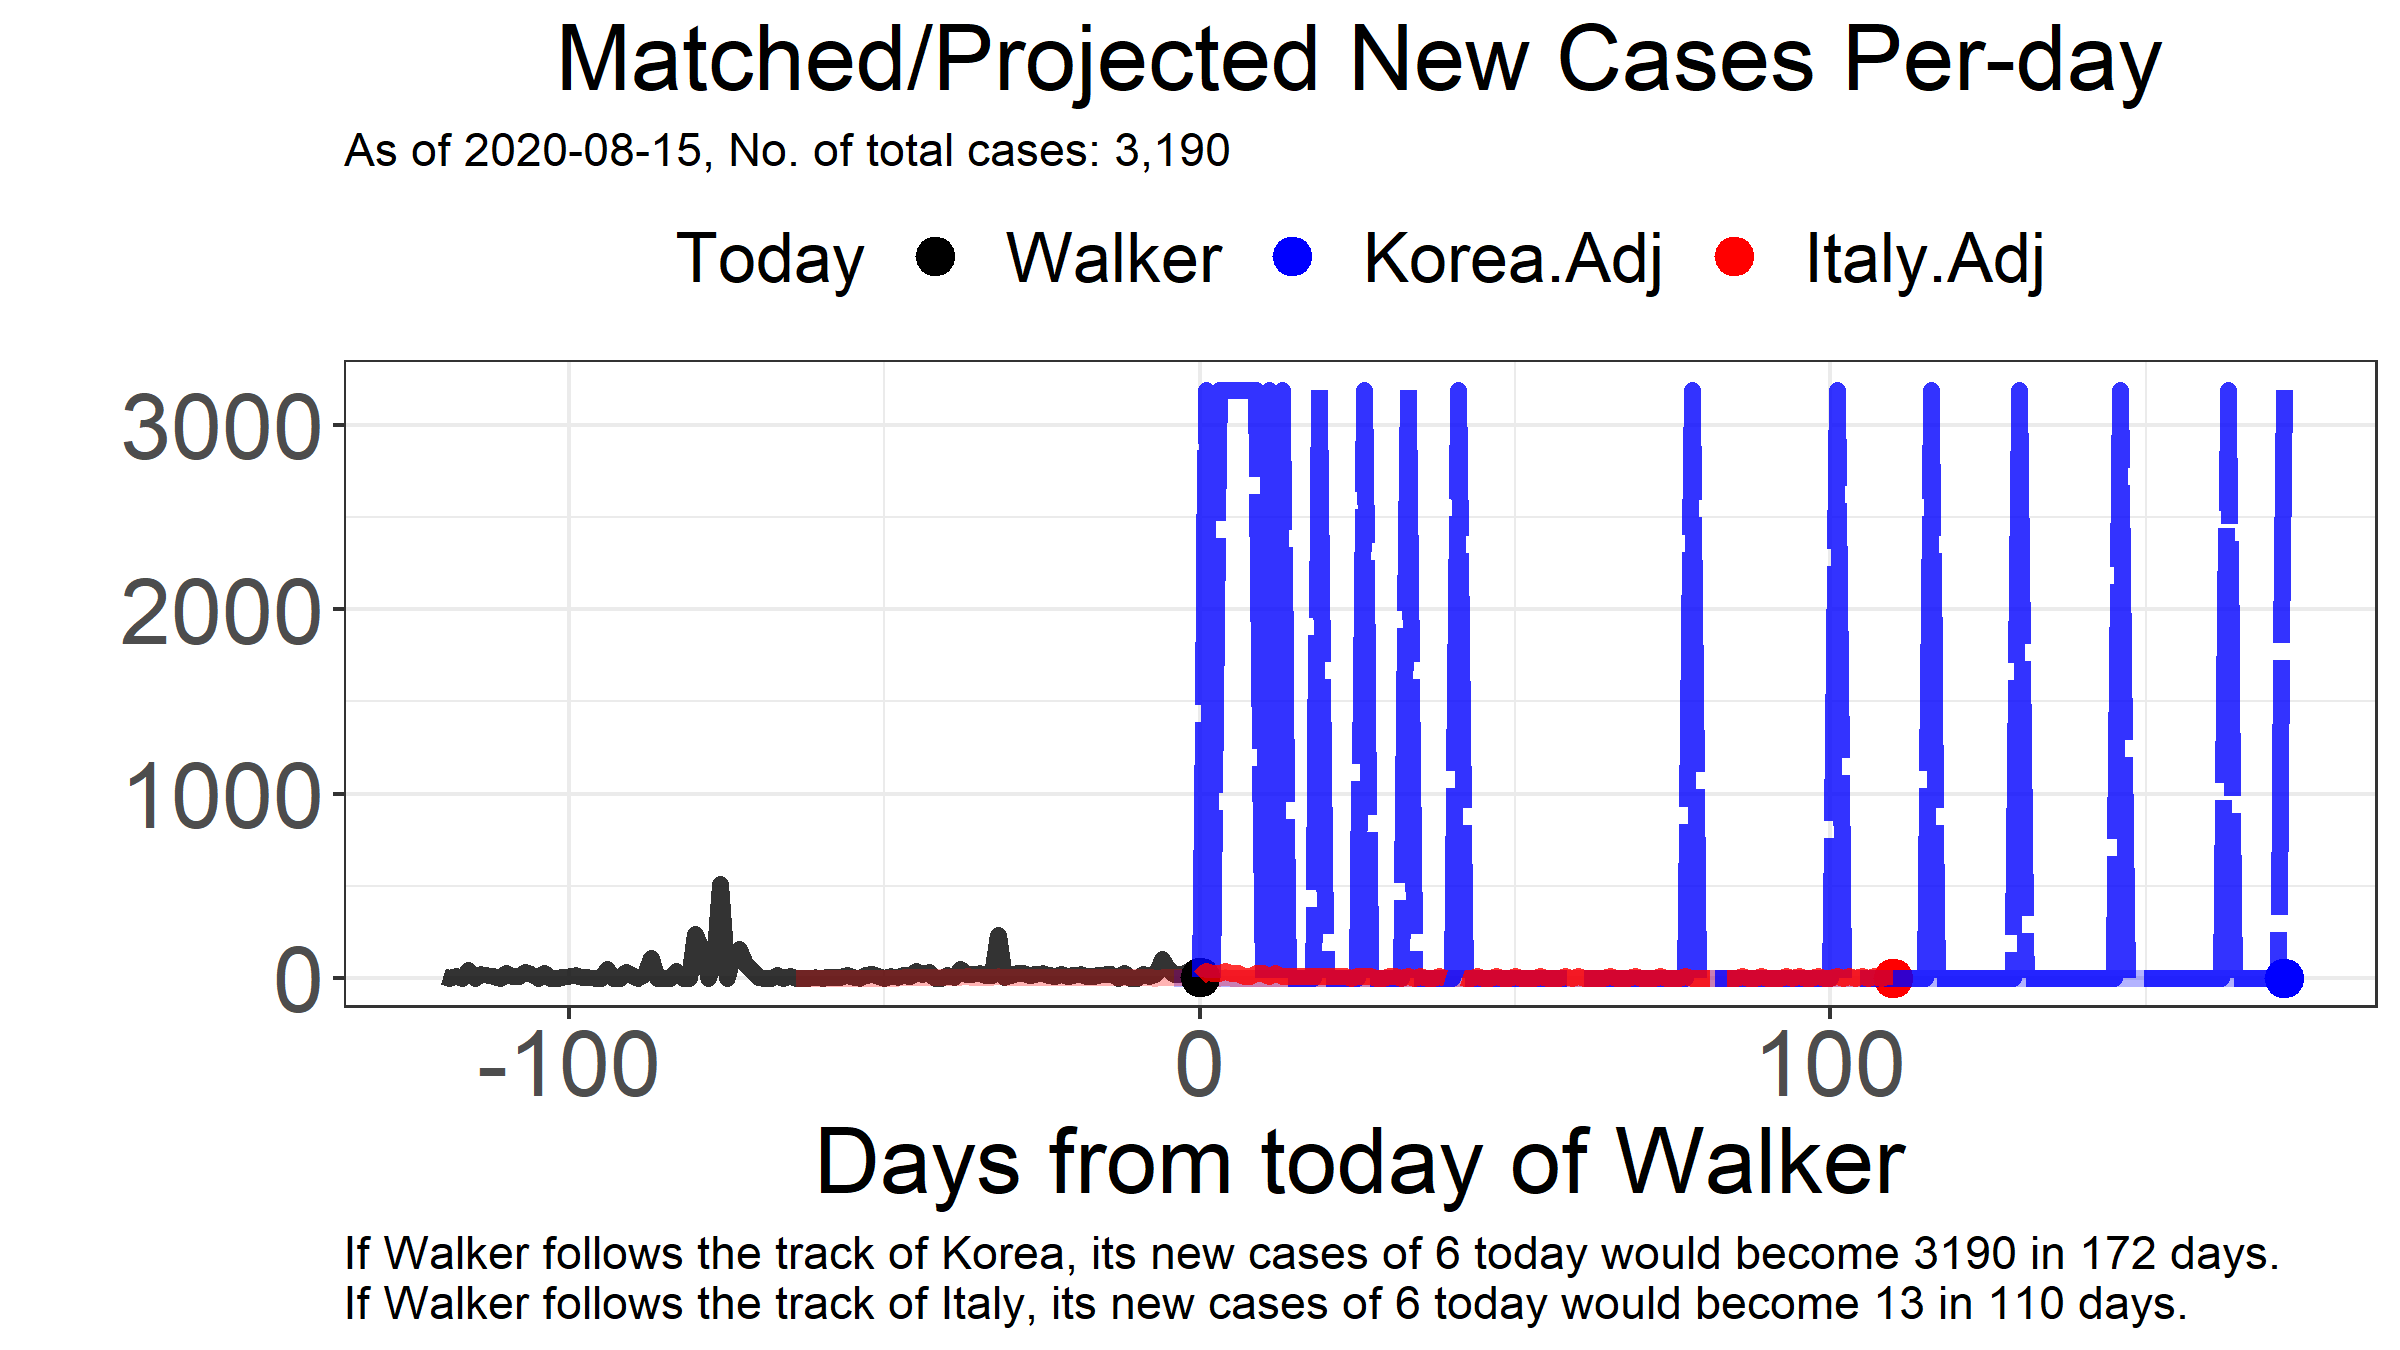 Matched/Projected New Cases Per-day
As of 2020-08-15, No. of total cases: 3,190
Today Walker Korea.Adj Italy.Adj
3000
2000
1000
0
-100 0 100
Days from today of Walker
If Walker follows the track of Korea, its new cases of 6 today would become 3190 in 172 days.
If Walker follows the track of Italy, its new cases of 6 today would become 13 in 110 days.